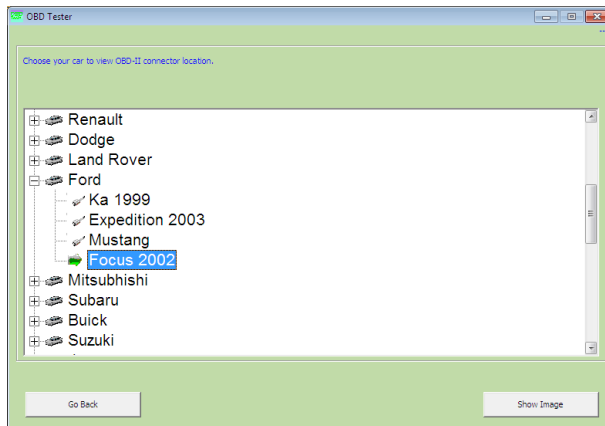 OBD Tester
Choose your car to view OBD-II connector location.
Renault
Dodge
Land Rover
Ford
Ka 1999
Expedition 2003
Mustang
Focus 2002
Mitsubhishi
Subaru
Buick
Suzuki
Go Back
Show Image